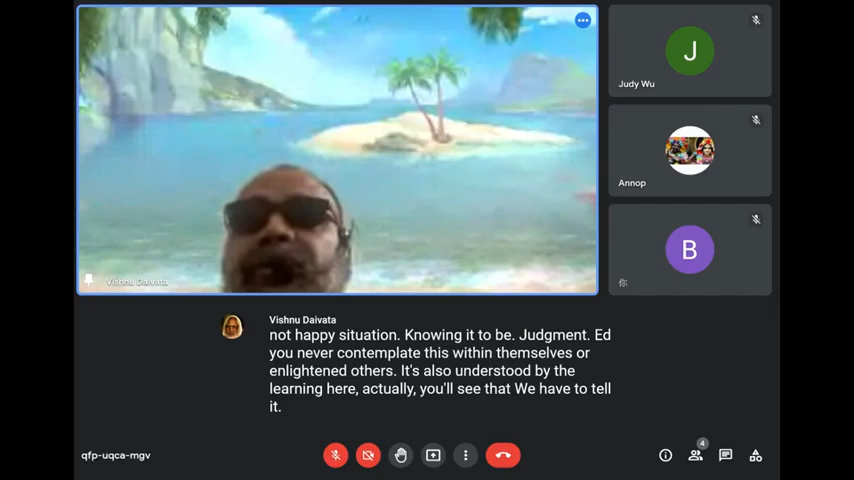 J
Judy Wu
Annop
B
你
Vishnu Daivata
Vishnu Daivata
not happy situation. Knowing it to be. Judgment. Ed
you never contemplate this within themselves or
enlightened others. It's also understood by the
learning here, actually, you'll see that We have to tell
it.
qfp-uqca-mgv
4